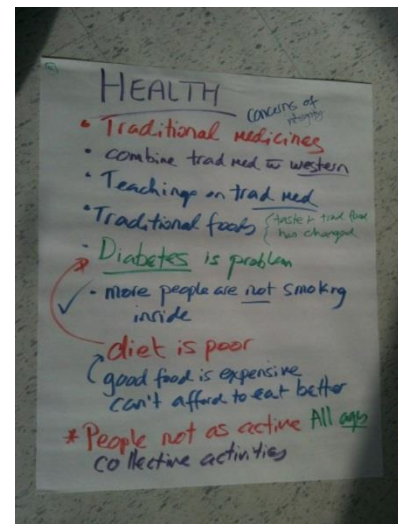 HEALTH
concerns of
• Traditional medicines
• combine trad med w western
• Teachings on trad med
• Traditional foods (taste & trad food
has changed
• Diabetes is problem
✓ • more people are not smoking
inside
diet is poor
good food is expensive
can't afford to eat better
* People not as active All ages
collective activities